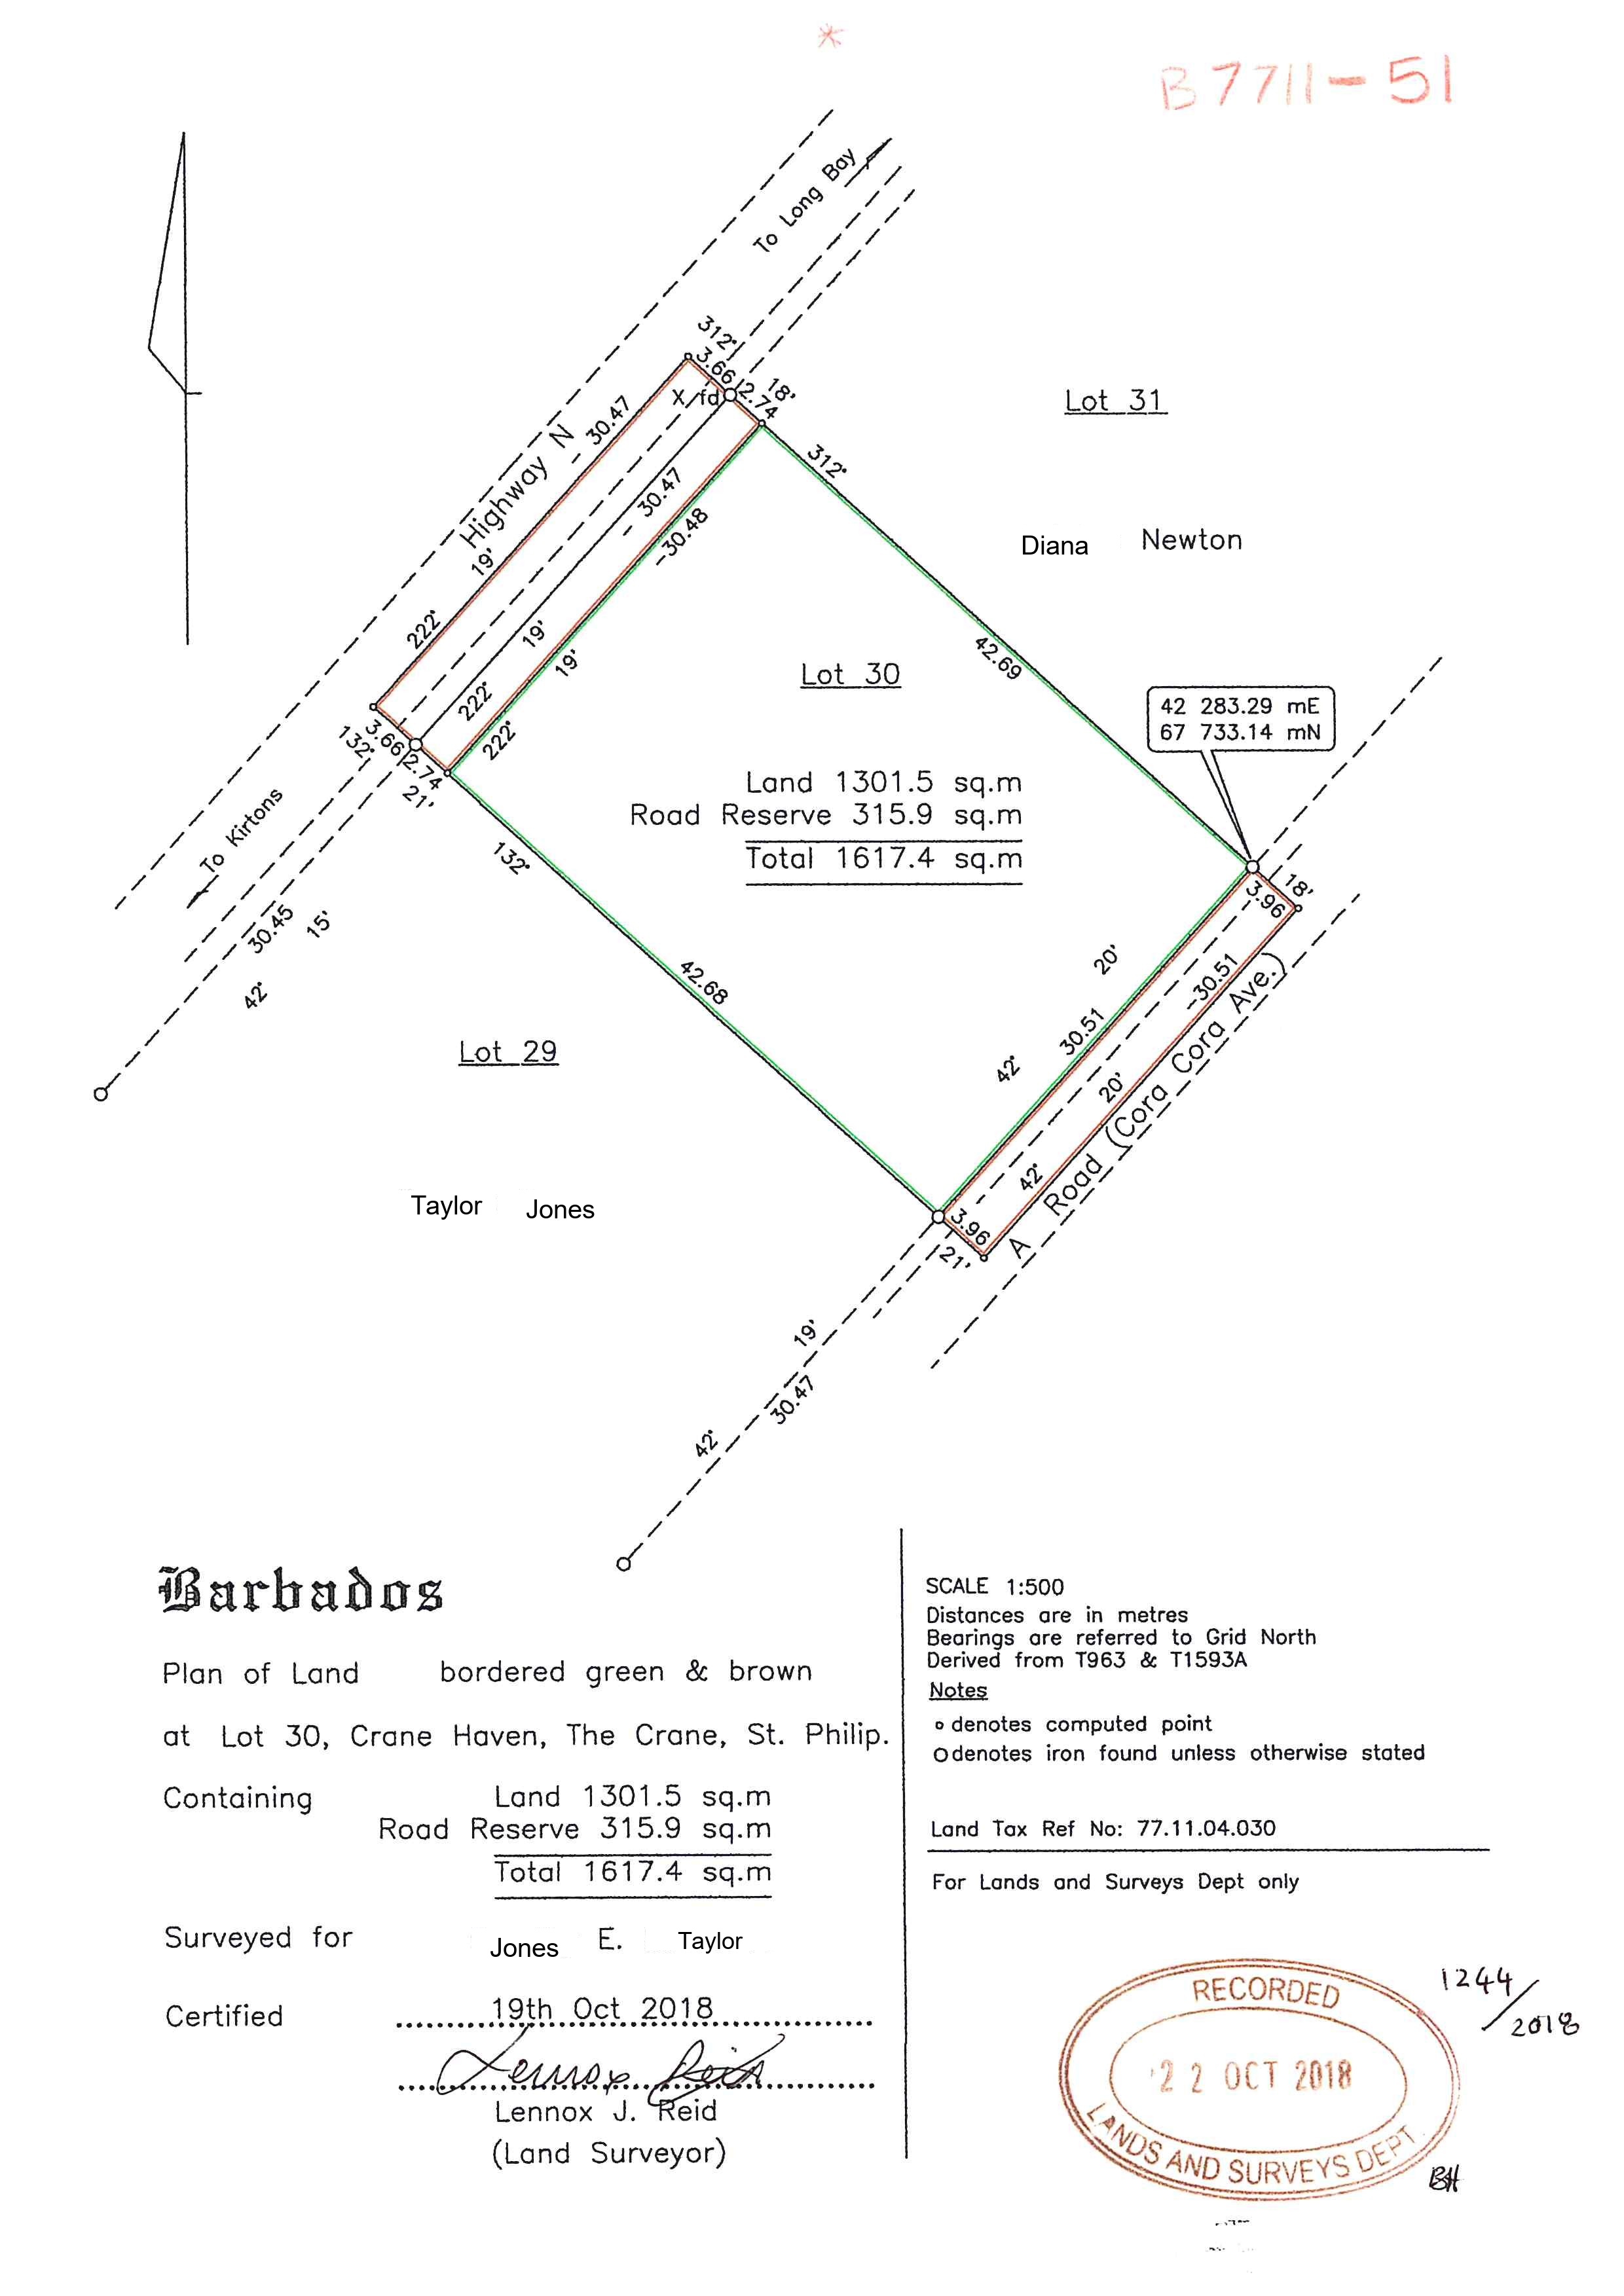 *
B7711-51
To Long Bay
312°
3.66
2.74
18'
X/fd
Highway N
- 30.47
19'
222°
- 30.47
19'
222°
-30.48
19'
222°
312°
42.69
Lot 31
Diana Newton
Lot 30
42 283.29 mE
67 733.14 mN
Land 1301.5 sq.m
Road Reserve 315.9 sq.m
Total 1617.4 sq.m
3.66
132°
2.74
21'
To Kirtons
30.45
15'
42°
132°
42.68
Lot 29
Taylor Jones
18'
3.96
20'
30.51
42°
-30.51
20'
42°
A Road (Cora Cora Ave.)
3.96
21'
19'
30.47
42°
Barbados
Plan of Land bordered green & brown
at Lot 30, Crane Haven, The Crane, St. Philip.
Containing Land 1301.5 sq.m
Road Reserve 315.9 sq.m
Total 1617.4 sq.m
Surveyed for Jones E. Taylor
Certified 19th Oct 2018
Lennox Reid
Lennox J. Reid
(Land Surveyor)
SCALE 1:500
Distances are in metres
Bearings are referred to Grid North
Derived from T963 & T1593A
Notes
o denotes computed point
O denotes iron found unless otherwise stated
Land Tax Ref No: 77.11.04.030
For Lands and Surveys Dept only
RECORDED
22 OCT 2018
LANDS AND SURVEYS DEPT.
1244/2018
BH